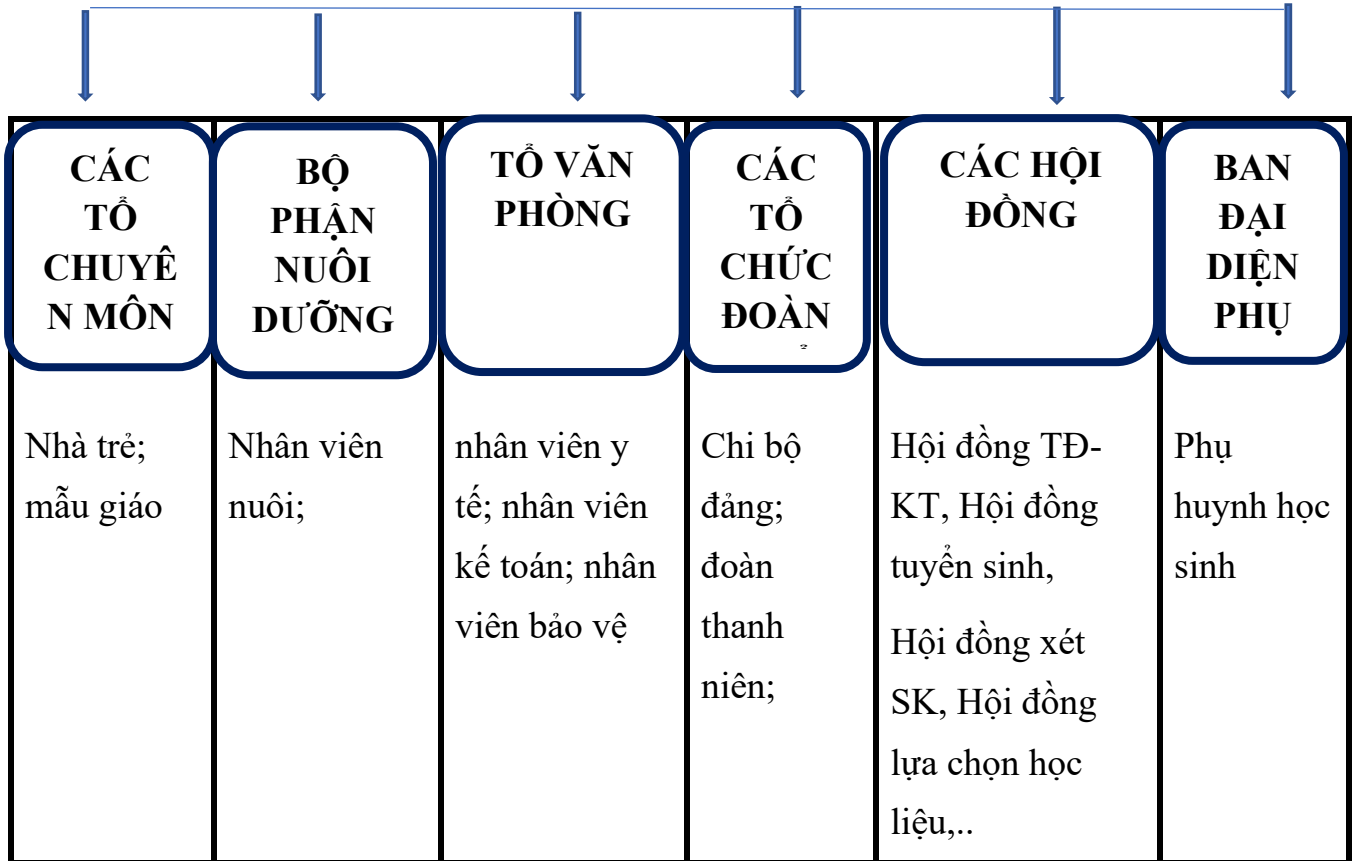 CÁC
TỔ
CHUYÊ
N MÔN
BỘ
PHẬN
NUÔI
DƯỠNG
TỔ VĂN
PHÒNG
CÁC
TỔ
CHỨC
ĐOÀN
CÁC HỘI
ĐỒNG
BAN
ĐẠI
DIỆN
PHỤ
Nhà trẻ;
mẫu giáo
Nhân viên
nuôi;
nhân viên y
tế; nhân viên
kế toán; nhân
viên bảo vệ
Chi bộ
đảng;
đoàn
thanh
niên;
Hội đồng TĐ-
KT, Hội đồng
tuyển sinh,
Hội đồng xét
SK, Hội đồng
lựa chọn học
liệu,..
Phụ
huynh học
sinh